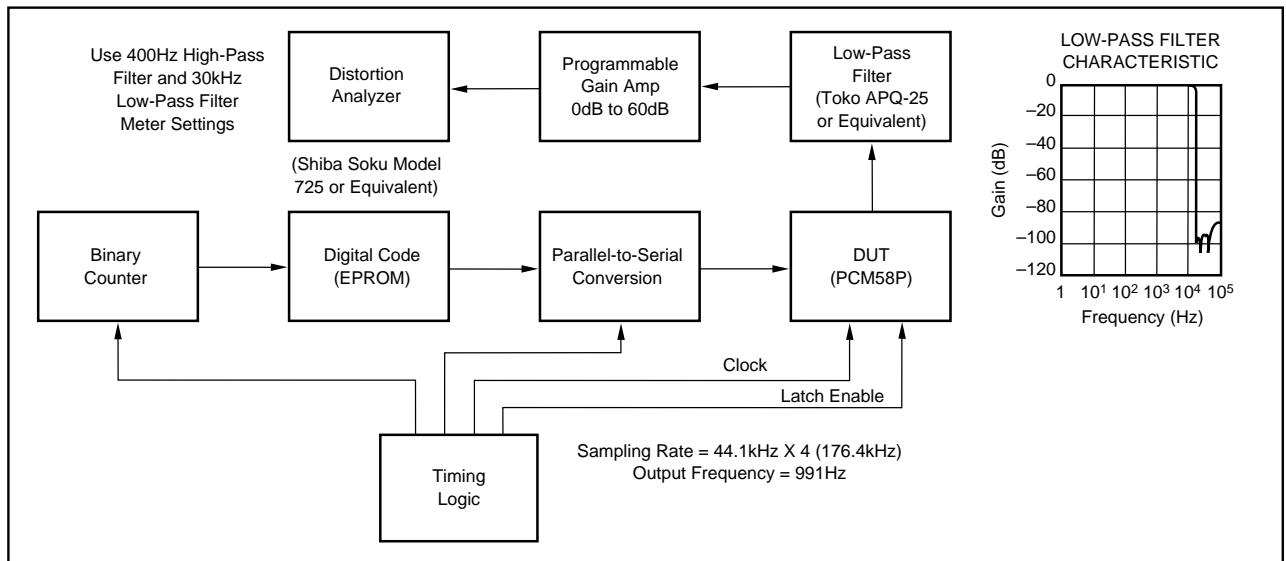 Use 400Hz High-Pass
Filter and 30kHz
Low-Pass Filter
Meter Settings
Distortion
Analyzer
(Shiba Soku Model
725 or Equivalent)
Programmable
Gain Amp
0dB to 60dB
Low-Pass
Filter
(Toko APQ-25
or Equivalent)
LOW-PASS FILTER
CHARACTERISTIC
Gain (dB)
0
–20
–40
–60
–80
–100
–120
1 10¹ 10² 10³ 10⁴ 10⁵
Frequency (Hz)
Binary
Counter
Digital Code
(EPROM)
Parallel-to-Serial
Conversion
DUT
(PCM58P)
Clock
Latch Enable
Timing
Logic
Sampling Rate = 44.1kHz X 4 (176.4kHz)
Output Frequency = 991Hz